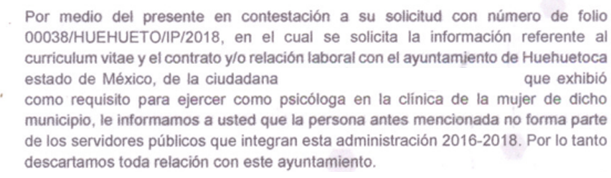 Por medio del presente en contestación a su solicitud con número de folio
00038/HUEHUETO/IP/2018, en el cual se solicita la información referente al
curriculum vitae y el contrato y/o relación laboral con el ayuntamiento de Huehuetoca
estado de México, de la ciudadana que exhibió
como requisito para ejercer como psicóloga en la clínica de la mujer de dicho
municipio, le informamos a usted que la persona antes mencionada no forma parte
de los servidores públicos que integran esta administración 2016-2018. Por lo tanto
descartamos toda relación con este ayuntamiento.